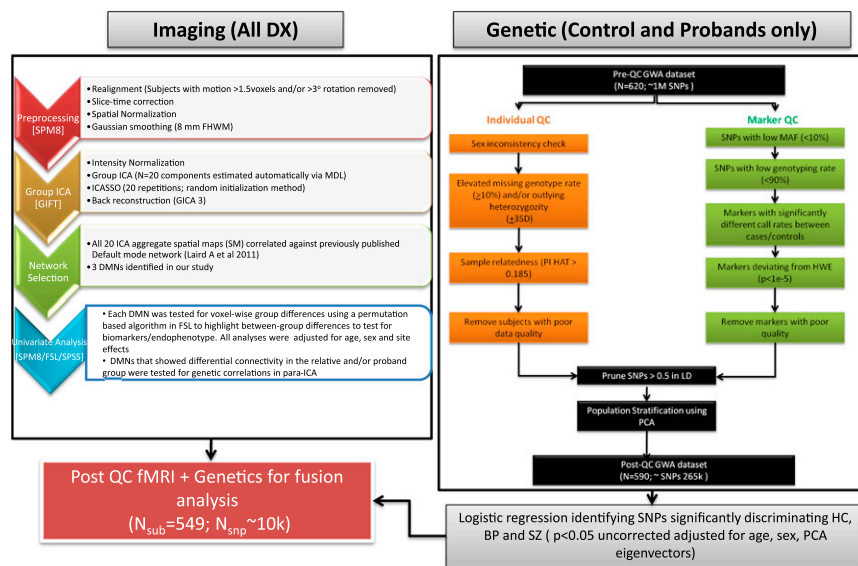 Imaging (All DX)
Preprocessing
[SPM8]
•Realignment (Subjects with motion >1.5voxels and/or >3° rotation removed)
•Slice-time correction
•Spatial Normalization
•Gaussian smoothing (8 mm FHWM)
Group ICA
[GIFT]
•Intensity Normalization
•Group ICA (N=20 components estimated automatically via MDL)
•ICASSO (20 repetitions; random initialization method)
•Back reconstruction (GICA 3)
Network
Selection
•All 20 ICA aggregate spatial maps (SM) correlated against previously published
Default mode network (Laird A et al 2011)
•3 DMNs identified in our study
Univariate Analysis
[SPM8/FSL/SPSS]
• Each DMN was tested for voxel-wise group differences using a permutation
based algorithm in FSL to highlight between-group differences to test for
biomarkers/endophenotype. All analyses were adjusted for age, sex and site
effects
• DMNs that showed differential connectivity in the relative and/or proband
group were tested for genetic correlations in para-ICA
Post QC fMRI + Genetics for fusion
analysis
(Nsub=549; Nsnp~10k)
Genetic (Control and Probands only)
Pre-QC GWA dataset
(N=620; ~1M SNPs )
Individual QC
Sex inconsistency check
Elevated missing genotype rate
(≥10%) and/or outlying
heterozygozity
(±3SD)
Sample relatedness (PI HAT >
0.185)
Remove subjects with poor
data quality
Marker QC
SNPs with low MAF (<10%)
SNPs with low genotyping rate
(<90%)
Markers with significantly
different call rates between
cases/controls
Markers deviating from HWE
(p<1e-5)
Remove markers with poor
quality
Prune SNPs > 0.5 in LD
Population Stratification using
PCA
Post-QC GWA dataset
(N=590; ~ SNPs 265k )
Logistic regression identifying SNPs significantly discriminating HC,
BP and SZ ( p<0.05 uncorrected adjusted for age, sex, PCA
eigenvectors)